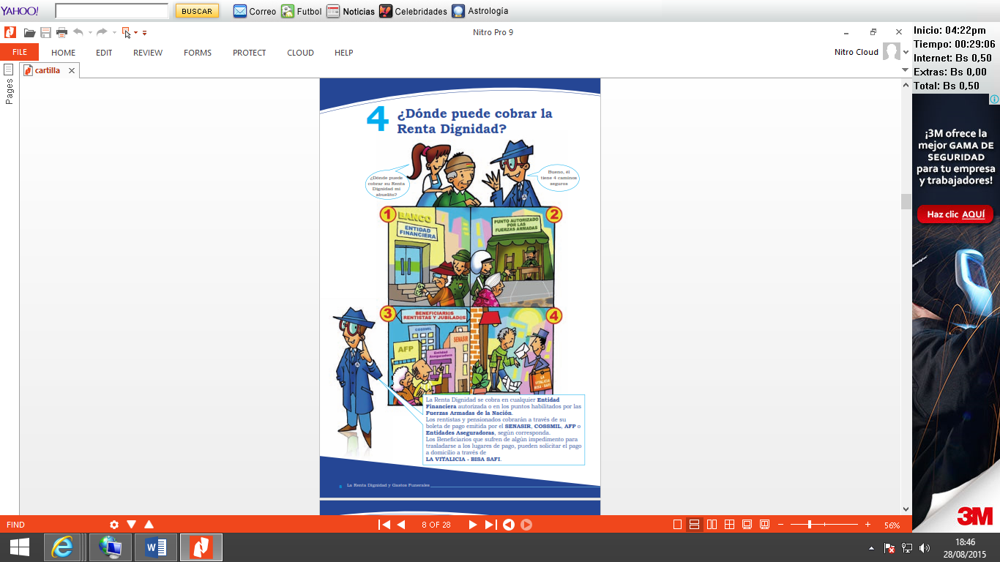 YAHOO!
BUSCAR
Correo
Futbol
Noticias
Celebridades
Astrología
Nitro Pro 9
FILE
HOME
EDIT
REVIEW
FORMS
PROTECT
CLOUD
HELP
Nitro Cloud
Inicio: 04:22pm
Tiempo: 00:29:06
Internet: Bs 0,50
Extras: Bs 0,00
Total: Bs 0,50
cartilla
Pages
4
¿Dónde puede cobrar la
Renta Dignidad?
¿Dónde puede
cobrar su Renta
Dignidad mi
abuelito?
Bueno, él
tiene 4 caminos
seguros
1
BANCO
ENTIDAD
FINANCIERA
2
PUNTO AUTORIZADO
POR LAS
FUERZAS ARMADAS
3
BENEFICIARI@S
RENTISTAS Y JUBILAD@S
COSSMIL
SENASIR
AFP
Entidad
Aseguradora
4
LA
VITALICIA
BISA - SAFI
La Renta Dignidad se cobra en cualquier Entidad
Financiera autorizada o en los puntos habilitados por las
Fuerzas Armadas de la Nación.
Los rentistas y pensionados cobrarán a través de su
boleta de pago emitida por el SENASIR, COSSMIL, AFP o
Entidades Aseguradoras, según corresponda.
Los Beneficiarios que sufren de algún impedimento para
trasladarse a los lugares de pago, pueden solicitar el pago
a domicilio a través de
LA VITALICIA - BISA SAFI.
8 La Renta Dignidad y Gastos Funerales
¡3M ofrece la
mejor GAMA DE
SEGURIDAD
para tu empresa
y trabajadores!
Haz clic AQUÍ
3M
FIND
8 OF 28
56%
18:46
28/08/2015